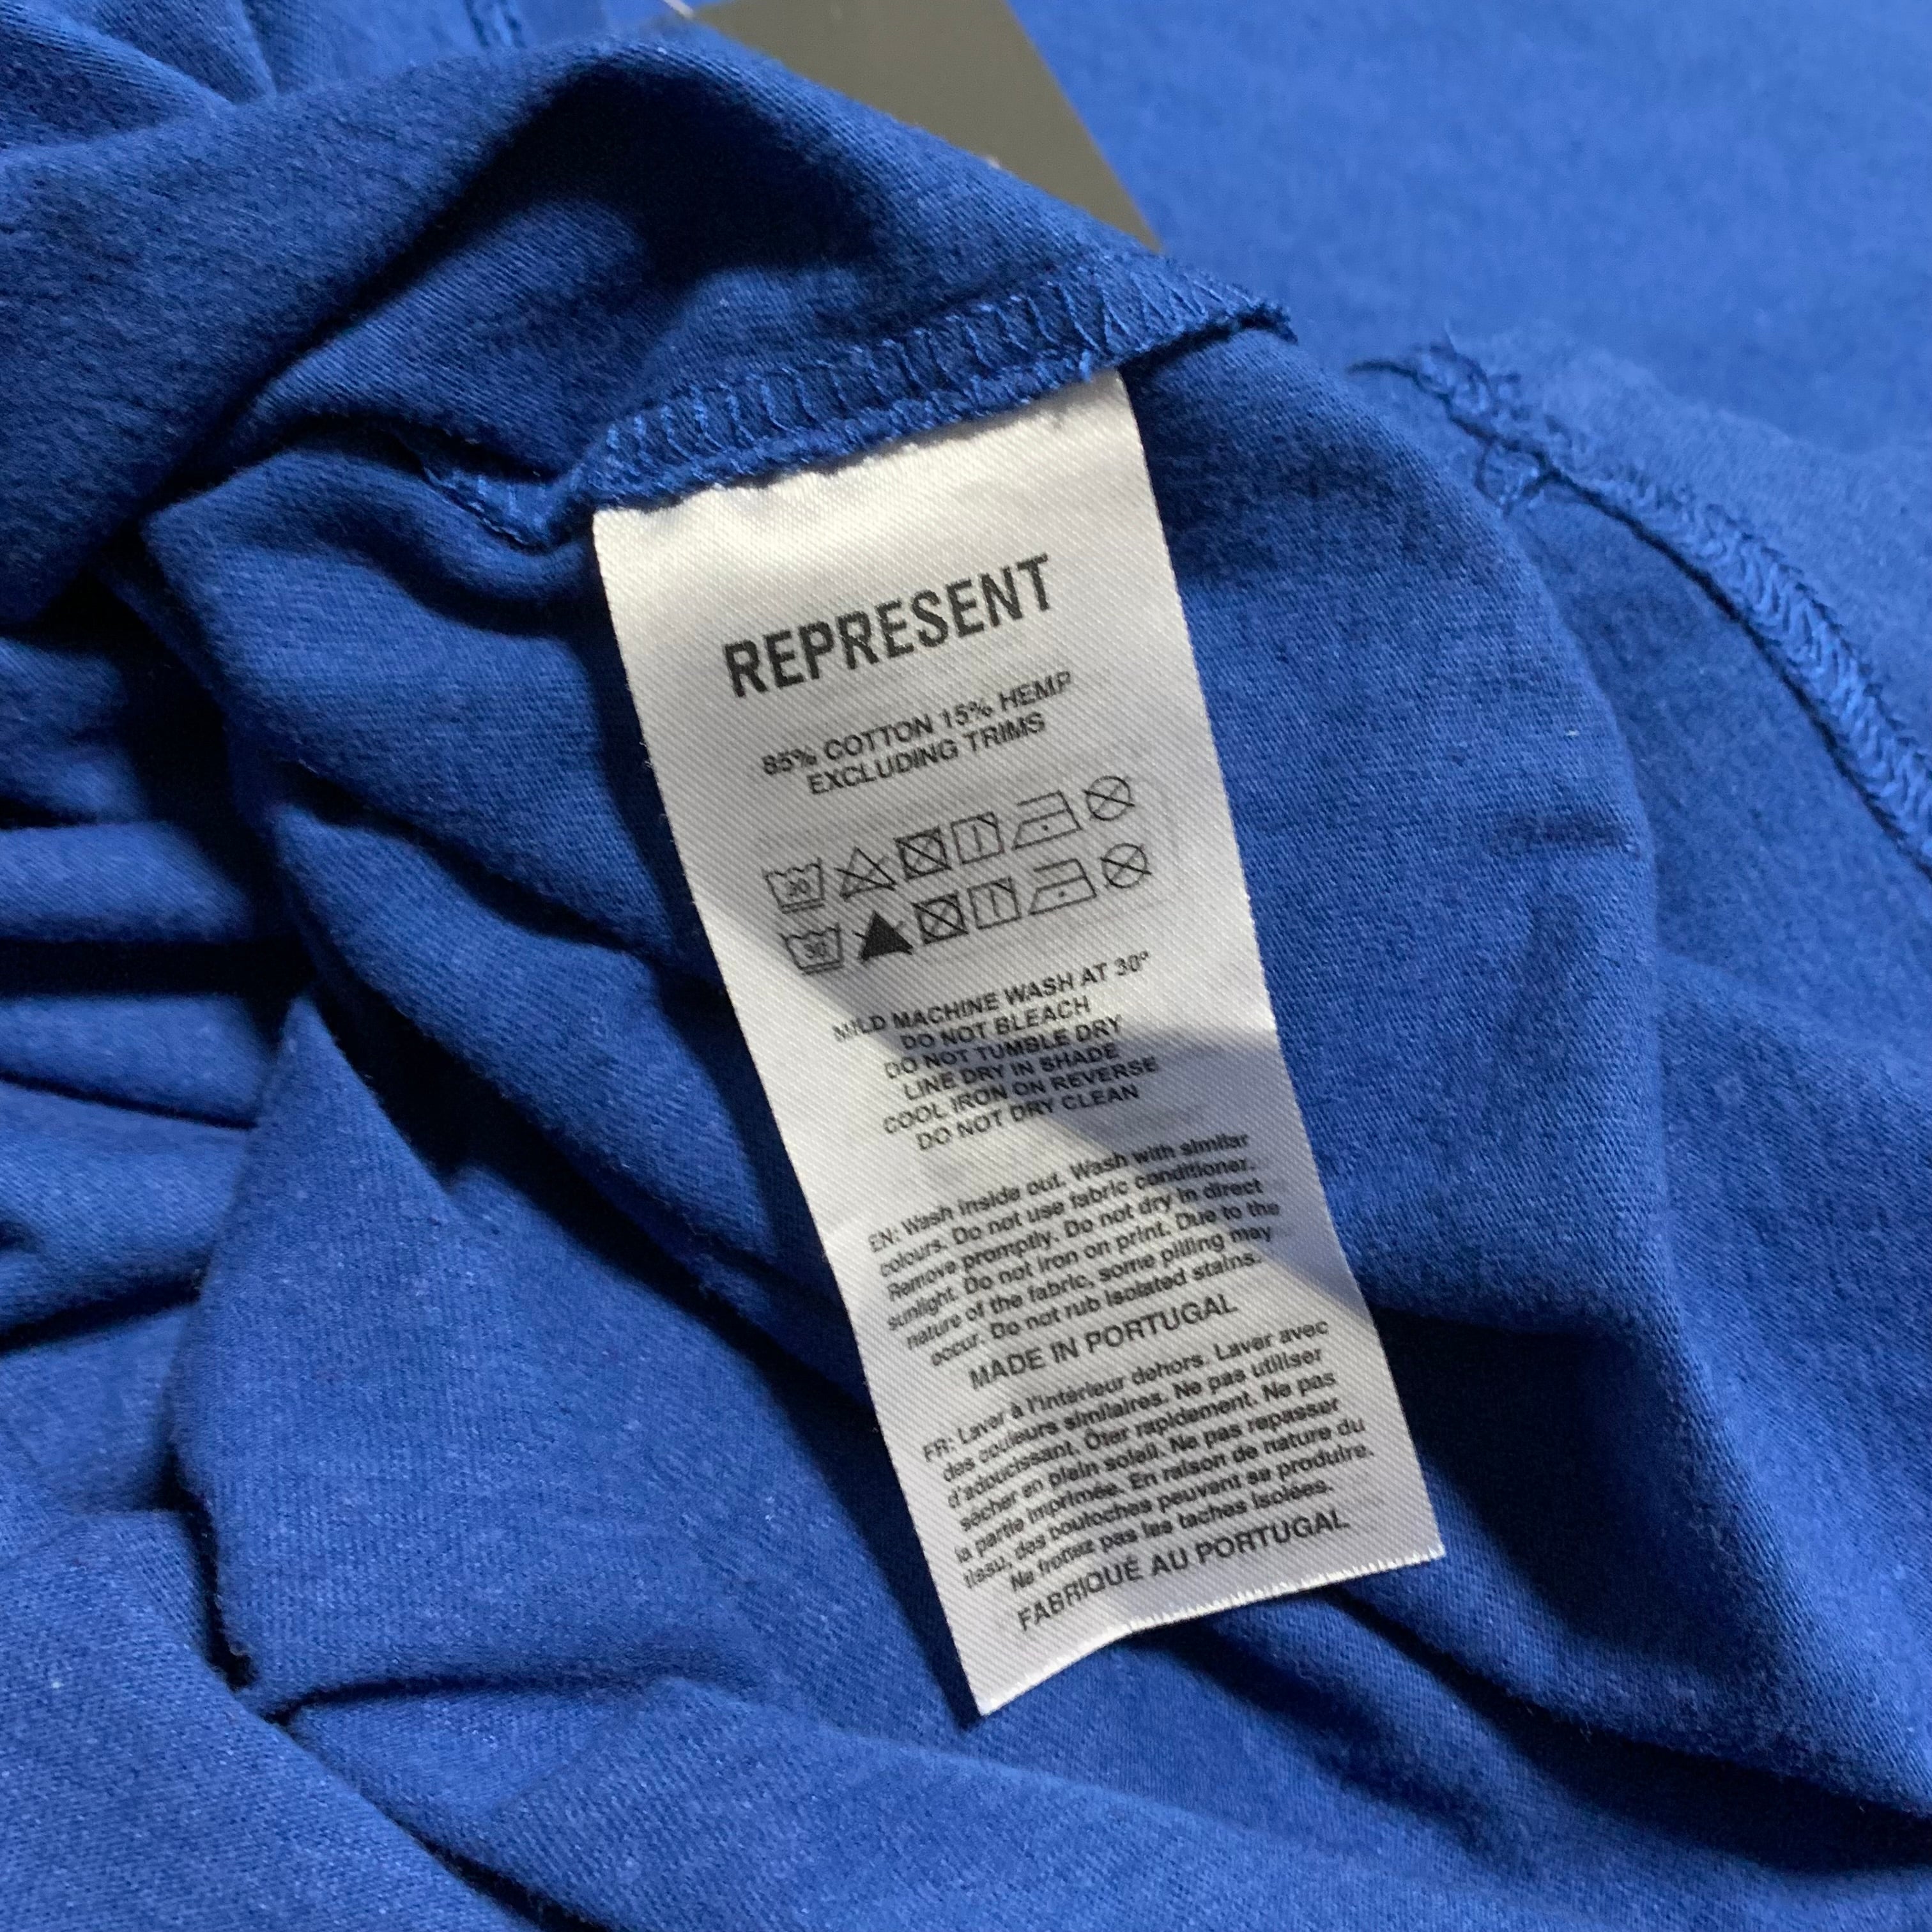 REPRESENT
85% COTTON 15% HEMP
EXCLUDING TRIMS
30
30
MILD MACHINE WASH AT 30°
DO NOT BLEACH
DO NOT TUMBLE DRY
LINE DRY IN SHADE
COOL IRON ON REVERSE
DO NOT DRY CLEAN
EN: Wash inside out. Wash with similar
colours. Do not use fabric conditioner.
Remove promptly. Do not dry in direct
sunlight. Do not iron on print. Due to the
nature of the fabric, some pilling may
occur. Do not rub isolated stains.
MADE IN PORTUGAL
FR: Laver à l'intérieur dehors. Laver avec
des couleurs similaires. Ne pas utiliser
d'adoucissant. Ôter rapidement. Ne pas
sécher en plein soleil. Ne pas repasser
la partie imprimée. En raison de nature du
tissu, des bouloches peuvent se produire.
Ne frottez pas les taches isolées.
FABRIQUÉ AU PORTUGAL